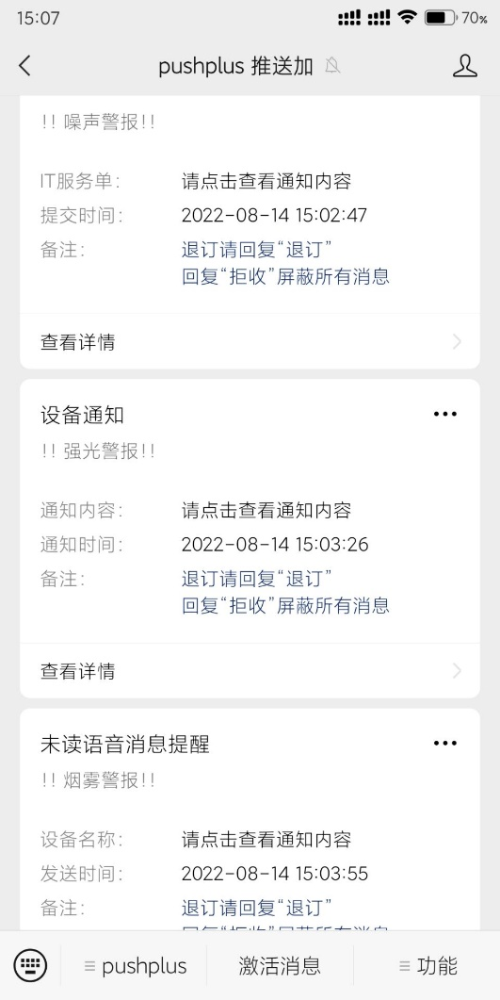 15:07
70%
pushplus 推送加
!! 噪声警报!!
IT服务单: 请点击查看通知内容
提交时间: 2022-08-14 15:02:47
备注: 退订请回复“退订”
回复“拒收”屏蔽所有消息
查看详情
设备通知
!! 强光警报!!
通知内容: 请点击查看通知内容
通知时间: 2022-08-14 15:03:26
备注: 退订请回复“退订”
回复“拒收”屏蔽所有消息
查看详情
未读语音消息提醒
!! 烟雾警报!!
设备名称: 请点击查看通知内容
发送时间: 2022-08-14 15:03:55
备注: 退订请回复“退订”
pushplus
激活消息
功能